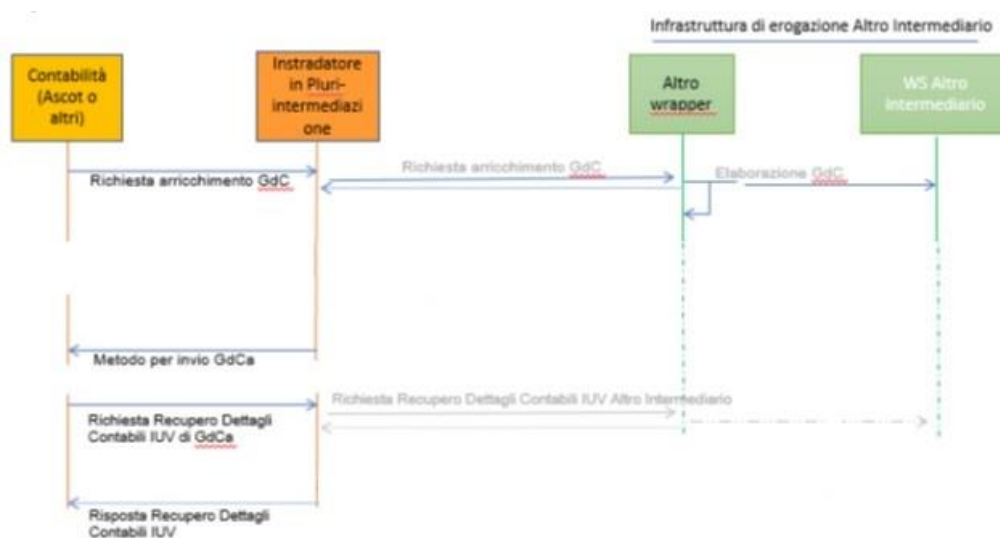 Infrastruttura di erogazione Altro Intermediario
Contabilità
(Ascot o
altri)
Instradatore
in Pluri-
intermediazi
one
Altro
wrapper
WS Altro
Intermediario
Richiesta arricchimento GdC
Richiesta arricchimento GdC
Elaborazione GdC
Metodo per invio GdCa
Richiesta Recupero Dettagli Contabili IUV Altro Intermediario
Richiesta Recupero Dettagli
Contabili IUV di GdCa
Risposta Recupero Dettagli
Contabili IUV